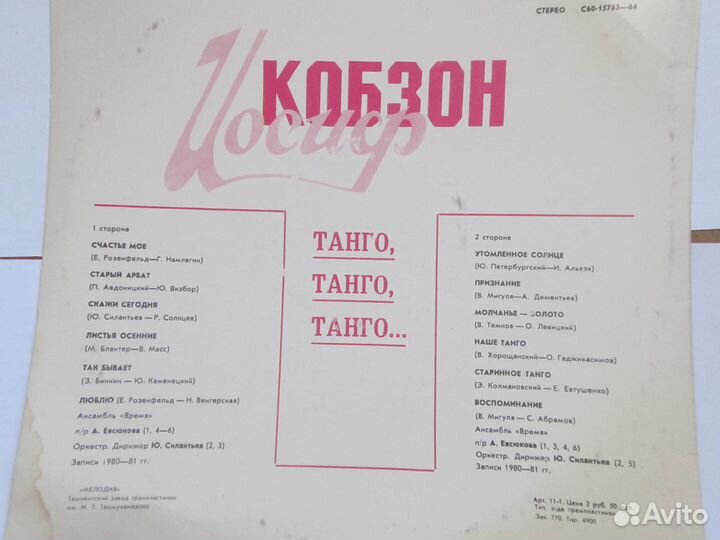 СТЕРЕО С60-15763—64
Иосиф
КОБЗОН
ТАНГО,
ТАНГО,
ТАНГО...
1 сторона
СЧАСТЬЕ МОЕ
(Е. Розенфельд—Г. Намлегин)
СТАРЫЙ АРБАТ
(П. Аедоницкий—Ю. Визбор)
СКАЖИ СЕГОДНЯ
(Ю. Силантьев — Р. Солнцев)
ЛИСТЬЯ ОСЕННИЕ
(М. Блантер—В. Масс)
ТАК БЫВАЕТ
(З. Бинкин — Ю. Каменецкий)
ЛЮБЛЮ (Е. Розенфельд — Н. Венгерская)
Ансамбль «Время»
п/р А. Евсюкова (1, 4—6)
Оркестр. Дирижёр Ю. Силантьев (2, 3)
Записи 1980—81 гг.
«МЕЛОДИЯ»
Ташкентский завод грампластинок
им. М. Т. Ташмухамедова
2 сторона
УТОМЛЕННОЕ СОЛНЦЕ
(Ю. Петербургский—И. Альвэк)
ПРИЗНАНИЕ
(В. Мигуля—А. Дементьев)
МОЛЧАНЬЕ — ЗОЛОТО
(В. Темнов — О. Левицкий)
НАШЕ ТАНГО
(В. Хорощанский—О. Гаджикасимов)
СТАРИННОЕ ТАНГО
(Э. Колмановский — Е. Евтушенко)
ВОСПОМИНАНИЕ
(В. Мигуля — С. Абрамов)
Ансамбль «Время»
п/р А. Евсюкова (1, 3, 4, 6)
Оркестр. Дирижер Ю. Силантьев (2, 5)
Записи 1980—81 гг.
Арт. 11-1. Цена 2 руб. 50
Тип. з-да грампластинок
Зак. 770. Тир. 4900
Avito